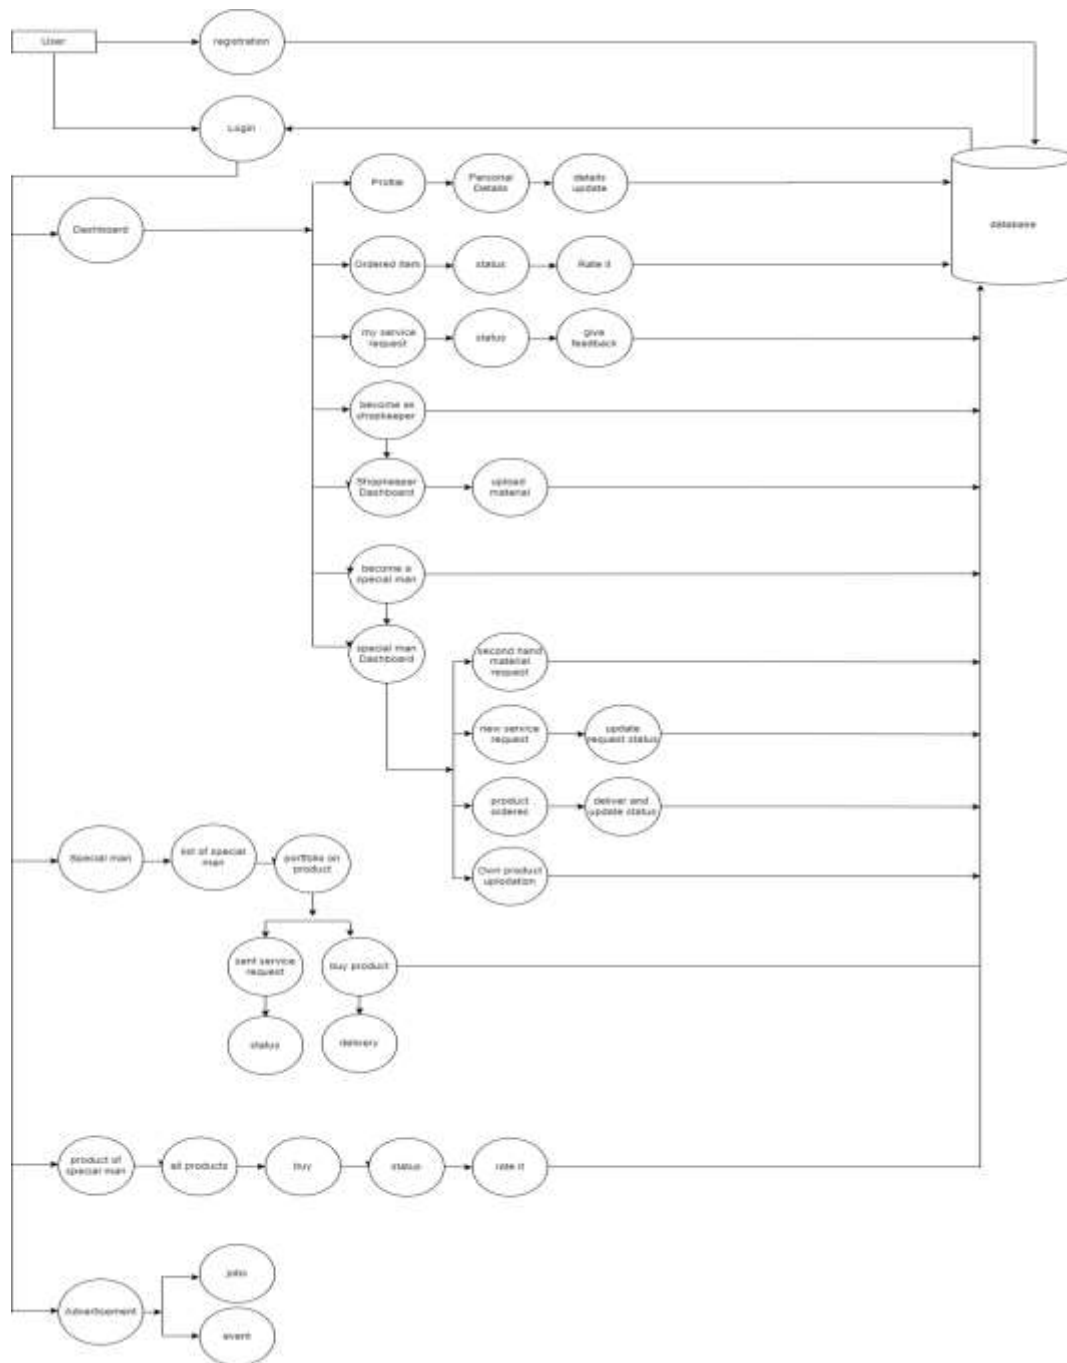 User
registration
Login
Profile
Personal
Details
details
update
Dashboard
database
Ordered item
status
Rate it
my service
request
status
give
feedback
become as
shopkeeper
Shopkeeper
Dashboard
upload
material
become a
special man
special man
Dashboard
second hand
material
request
new service
request
update
request status
product
orderes
deliver and
update status
Special man
list of special
man
portfolio on
product
Own product
uplodation
sent service
request
buy product
status
delivery
product of
special man
all products
buy
status
rate it
jobs
Advertisement
event